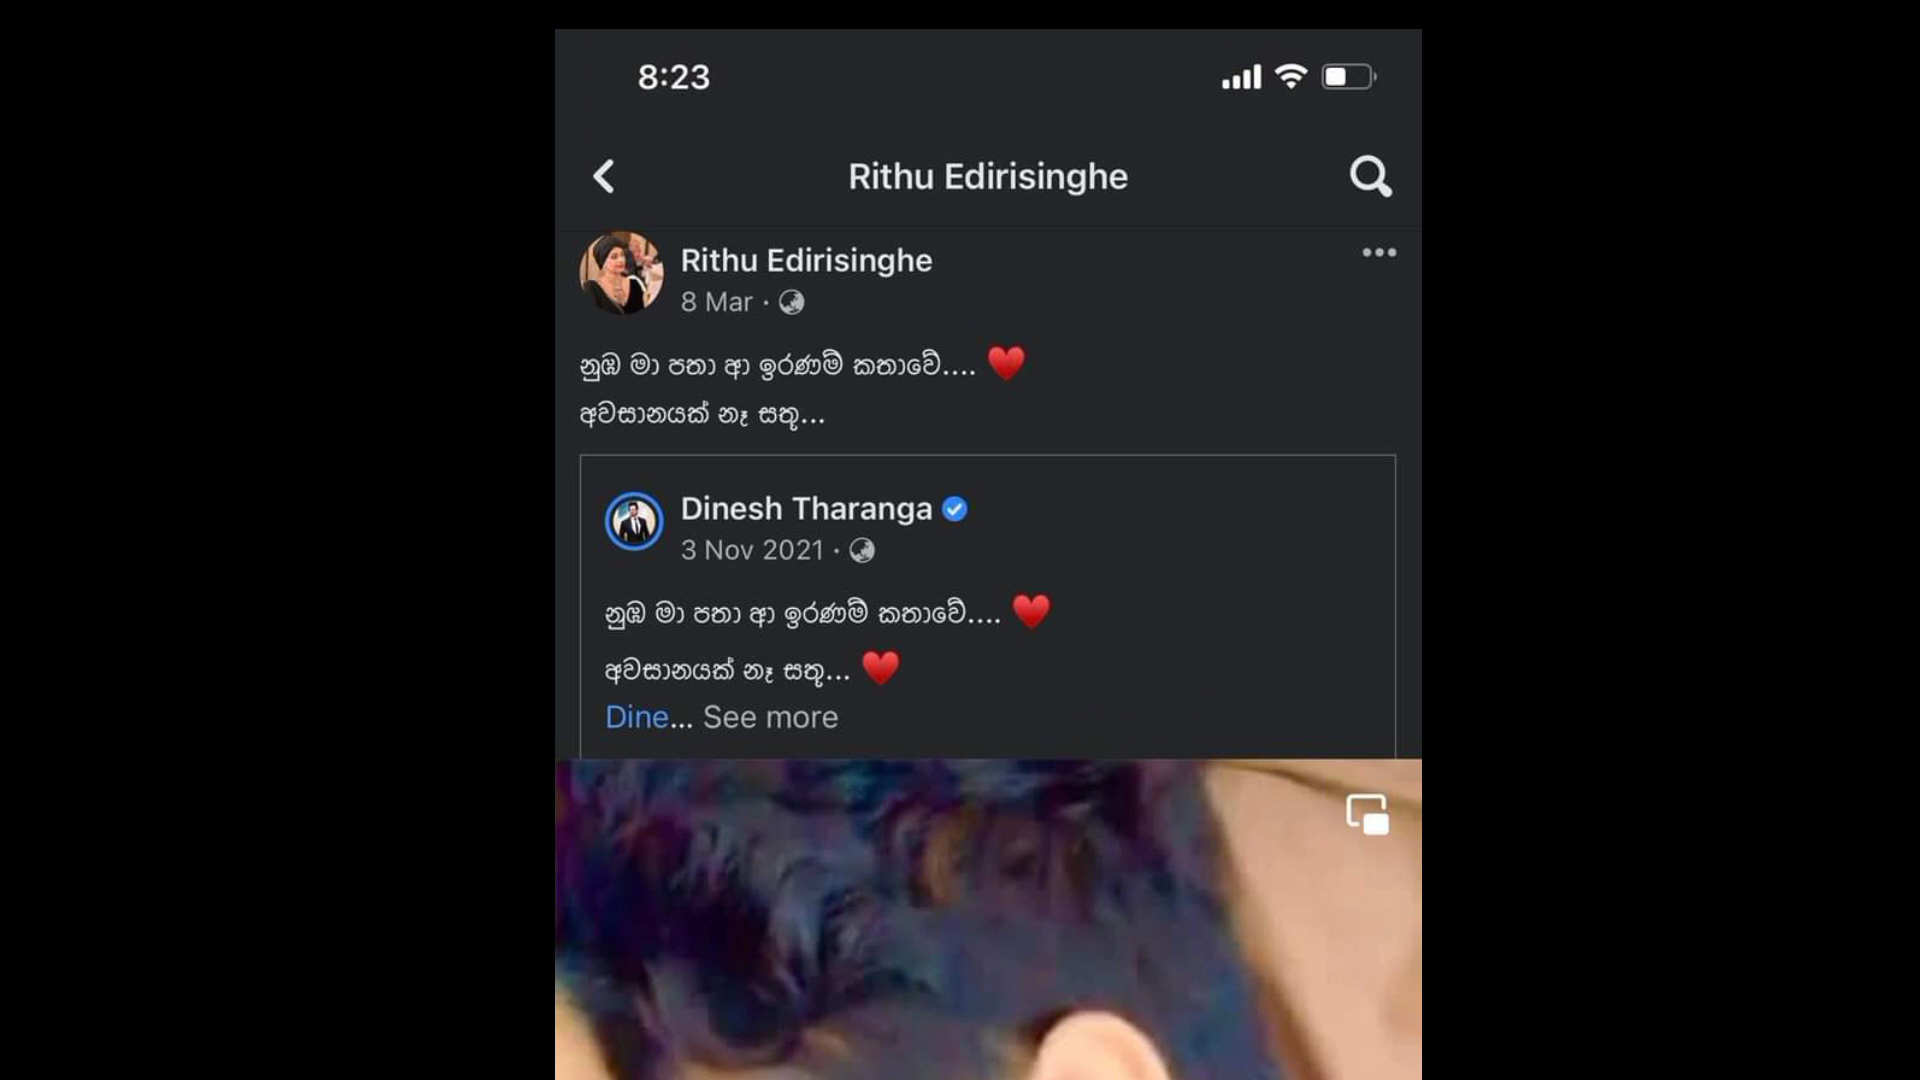 8:23
Rithu Edirisinghe
Rithu Edirisinghe
8 Mar ·
නුඹ මා පතා ආ ඉරණම් කතාවේ.... ♥
අවසානයක් නෑ සතූ...
Dinesh Tharanga
3 Nov 2021 ·
නුඹ මා පතා ආ ඉරණම් කතාවේ.... ♥
අවසානයක් නෑ සතූ... ♥
Dine... See more